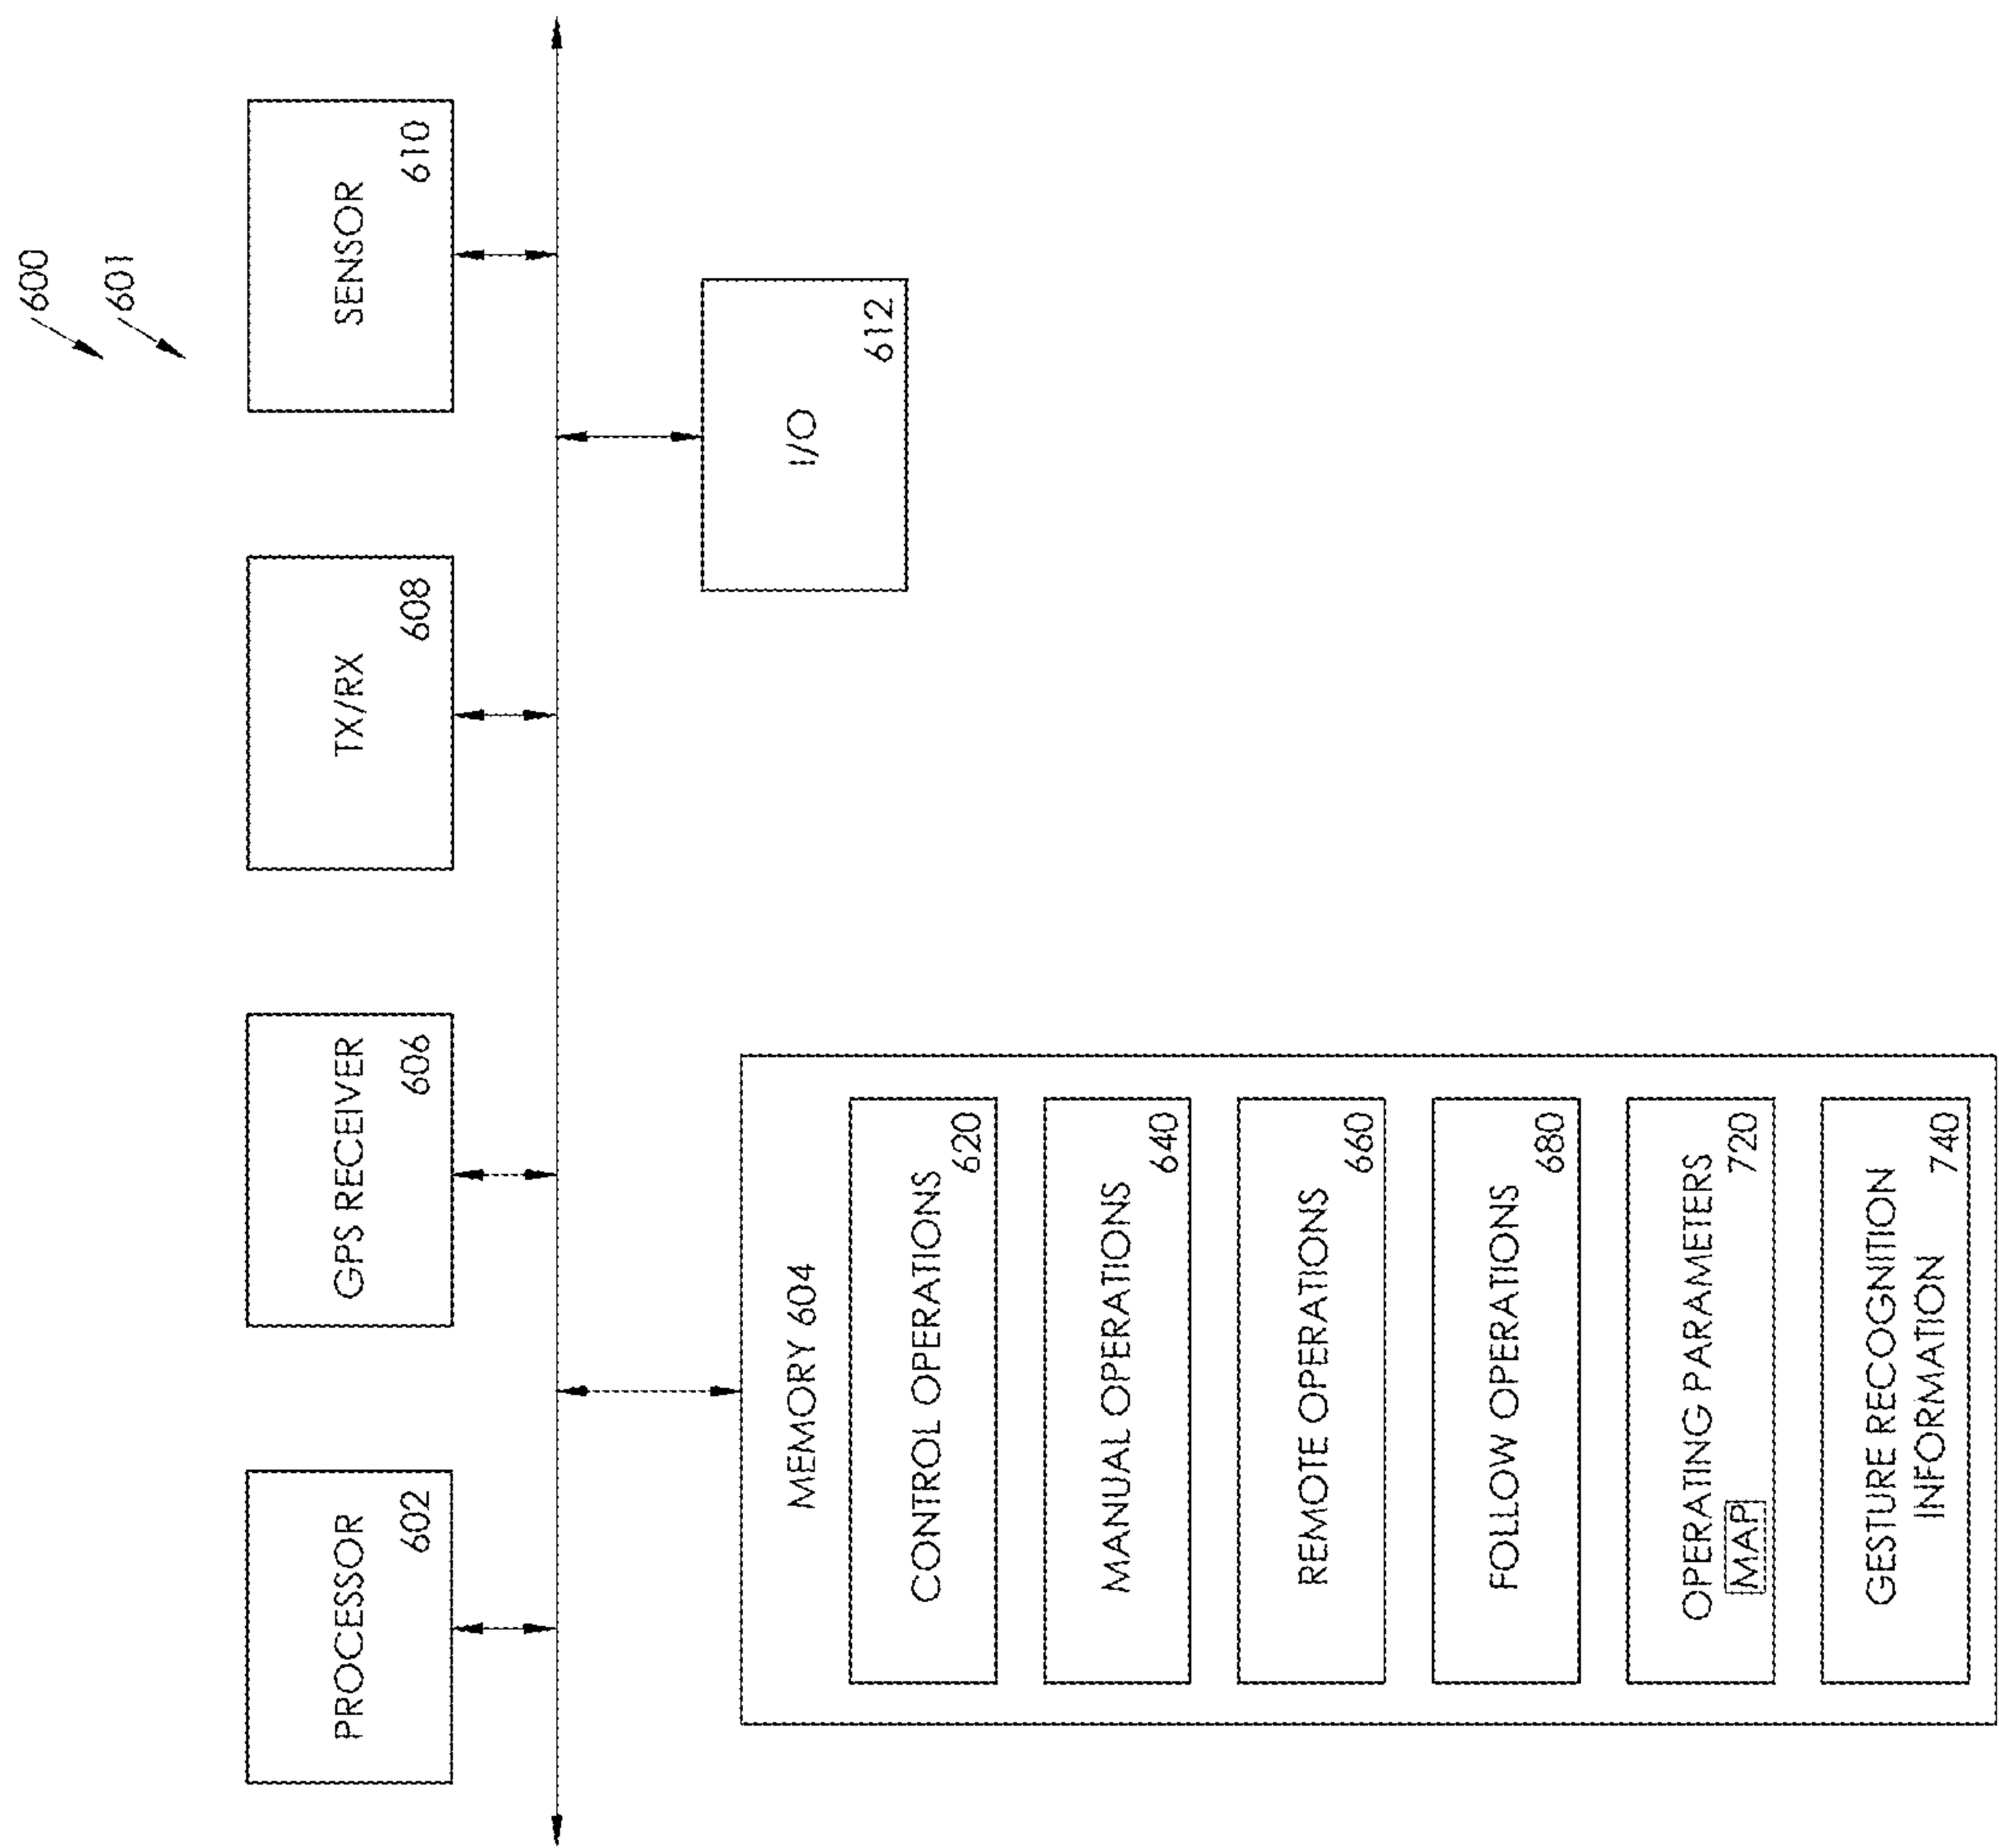 600
601
PROCESSOR
602
GPS RECEIVER
606
TX/RX
608
SENSOR
610
MEMORY 604
CONTROL OPERATIONS
620
MANUAL OPERATIONS
640
REMOTE OPERATIONS
660
FOLLOW OPERATIONS
680
OPERATING PARAMETERS
MAP
720
GESTURE RECOGNITION
INFORMATION
740
I/O
612